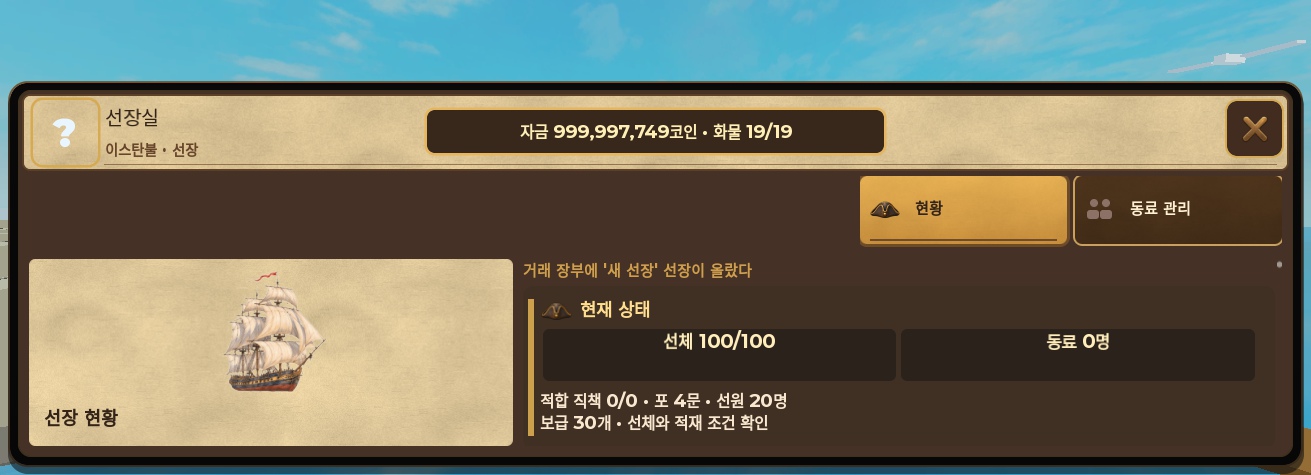 ?
선장실
이스탄불 • 선장
자금 999,997,749코인 • 화물 19/19
현황
동료 관리
선장 현황
거래 장부에 '새 선장' 선장이 올랐다
현재 상태
선체 100/100
동료 0명
적합 직책 0/0 • 포 4문 • 선원 20명
보급 30개 • 선체와 적재 조건 확인